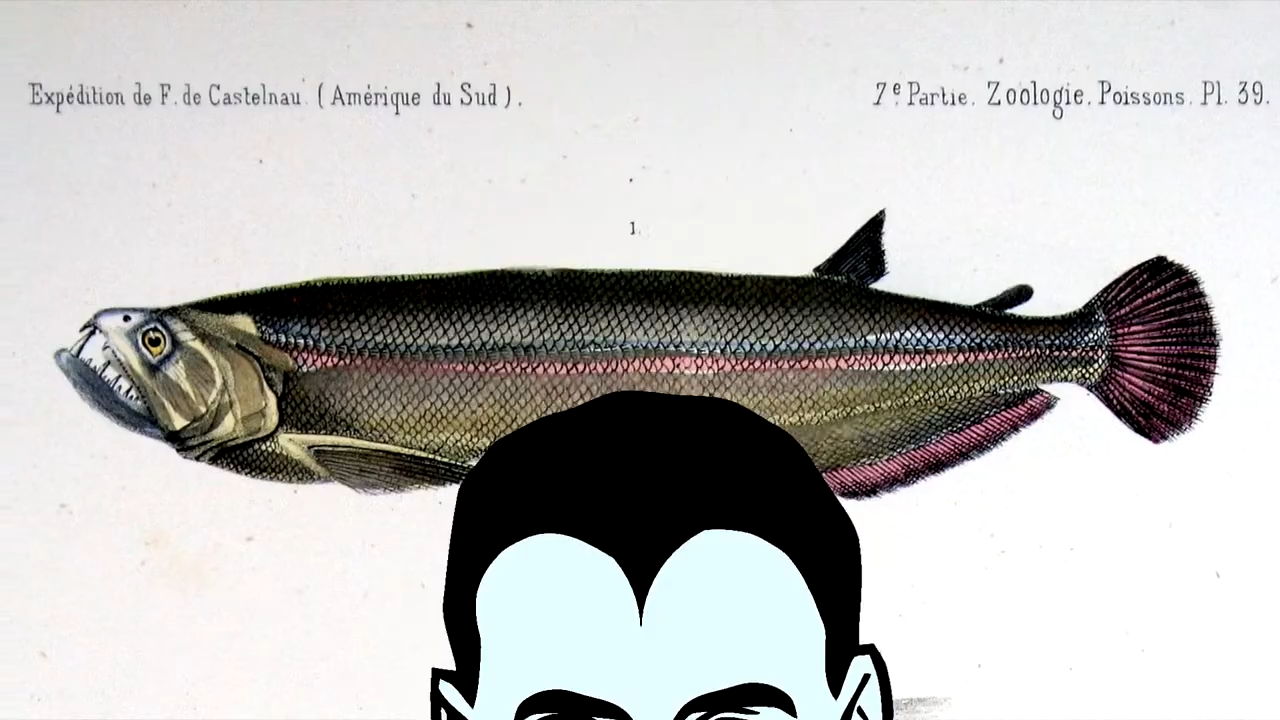 Expédition de F. de Castelnau. (Amérique du Sud).
7e Partie. Zoologie. Poissons. Pl. 39.
1.